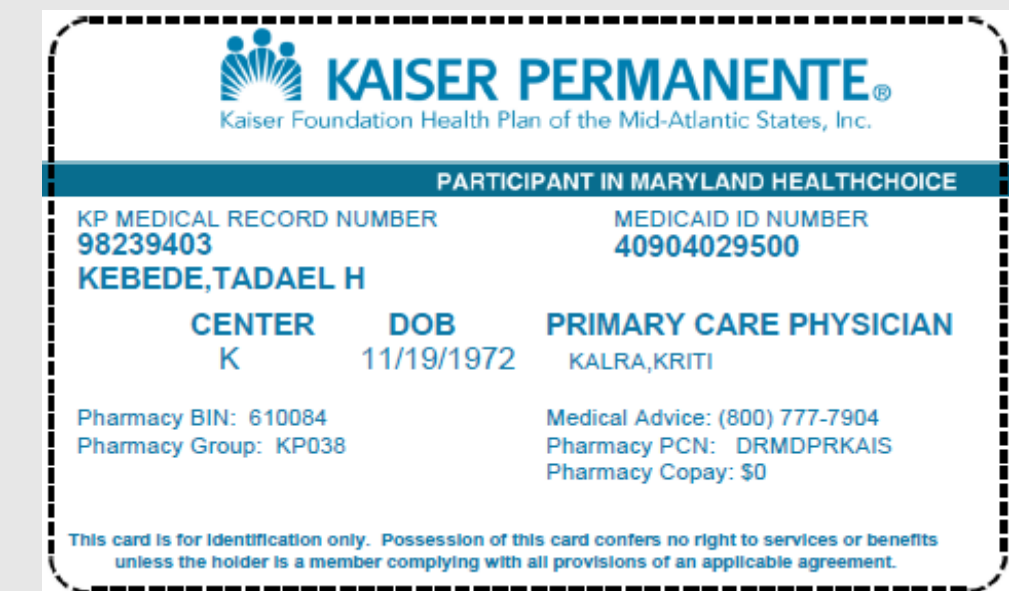 KAISER PERMANENTE®
Kaiser Foundation Health Plan of the Mid-Atlantic States, Inc.
PARTICIPANT IN MARYLAND HEALTHCHOICE
KP MEDICAL RECORD NUMBER MEDICAID ID NUMBER
98239403 40904029500
KEBEDE,TADAEL H
CENTER DOB PRIMARY CARE PHYSICIAN
K 11/19/1972 KALRA,KRITI
Pharmacy BIN: 610084 Medical Advice: (800) 777-7904
Pharmacy Group: KP038 Pharmacy PCN: DRMDPRKAIS
Pharmacy Copay: $0
This card is for identification only. Possession of this card confers no right to services or benefits
unless the holder is a member complying with all provisions of an applicable agreement.